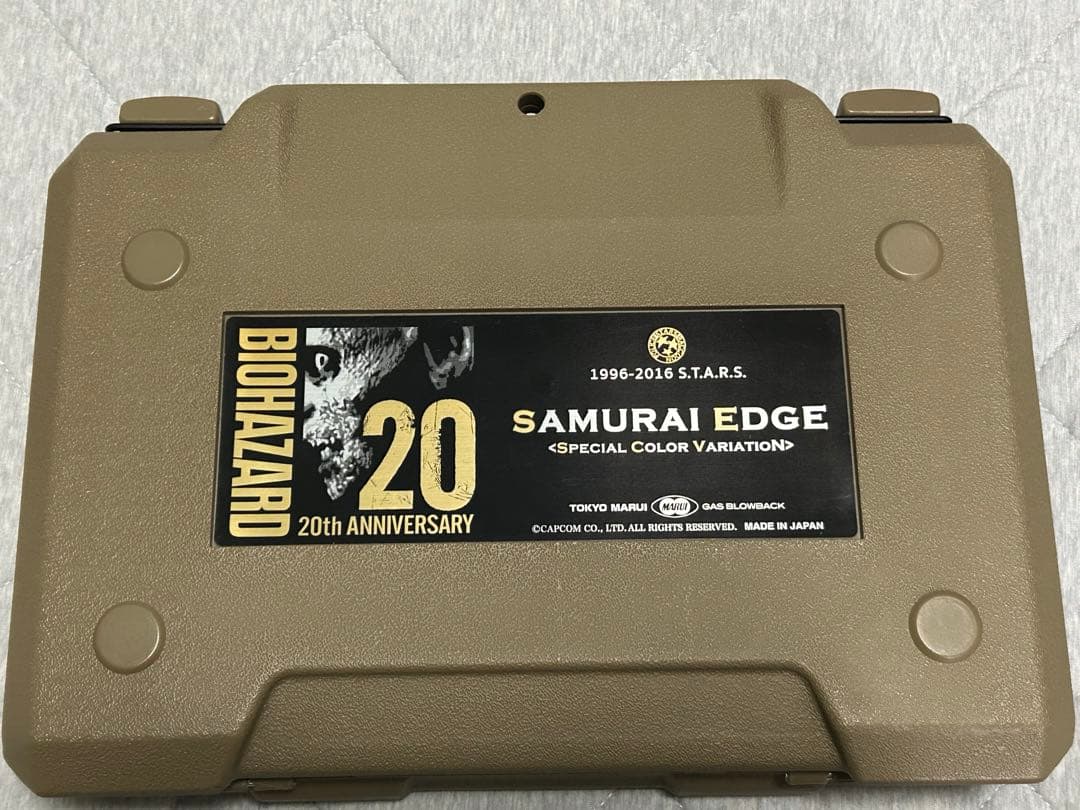 BIOHAZARD
20
20th ANNIVERSARY
1996-2016 S.T.A.R.S.
SAMURAI EDGE
<SPECIAL COLOR VARIATION>
TOKYO MARUI MARUI GAS BLOWBACK
©CAPCOM CO., LTD. ALL RIGHTS RESERVED. MADE IN JAPAN